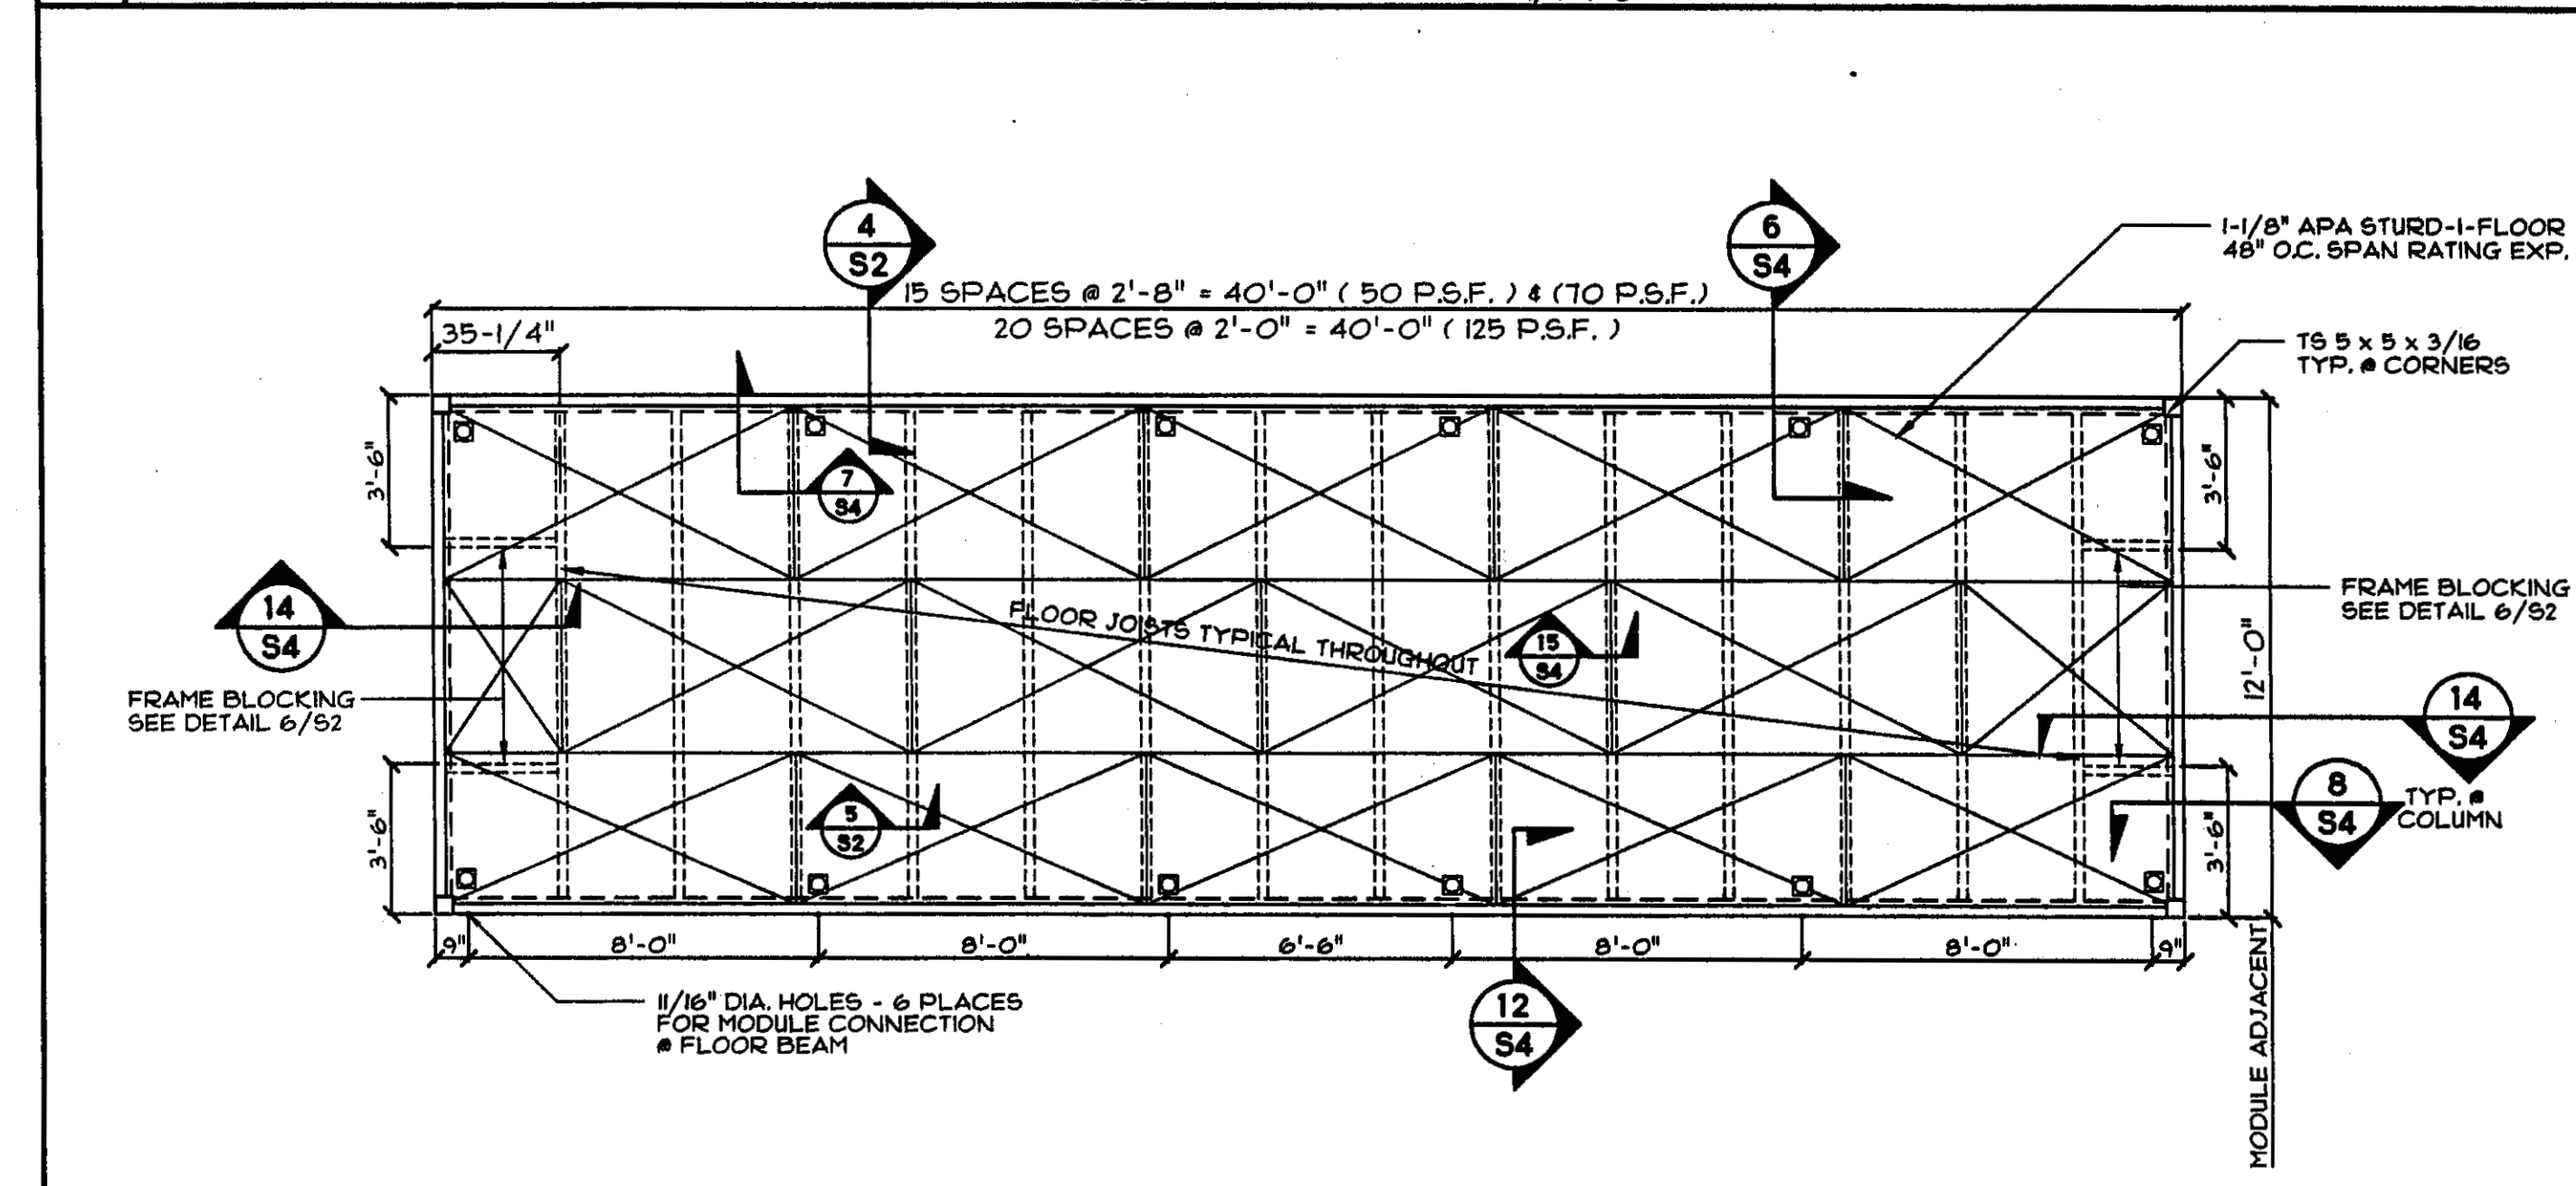 4
S2
6
S4
1-1/8" APA STURD-I-FLOOR
48" O.C. SPAN RATING EXP.
15 SPACES @ 2'-8" = 40'-0" ( 50 P.S.F. ) & (70 P.S.F.)
20 SPACES @ 2'-0" = 40'-0" ( 125 P.S.F. )
35-1/4"
TS 5 x 5 x 3/16
TYP. @ CORNERS
3'-6"
7
S4
3'-6"
14
S4
FLOOR JOISTS TYPICAL THROUGHOUT
15
S4
FRAME BLOCKING
SEE DETAIL 6/S2
12'-0"
FRAME BLOCKING
SEE DETAIL 6/S2
14
S4
3'-6"
5
S2
8
S4
TYP. @
COLUMN
3'-6"
9"
8'-0"
8'-0"
6'-6"
8'-0"
8'-0"
9"
11/16" DIA. HOLES - 6 PLACES
FOR MODULE CONNECTION
@ FLOOR BEAM
12
S4
MODULE ADJACENT